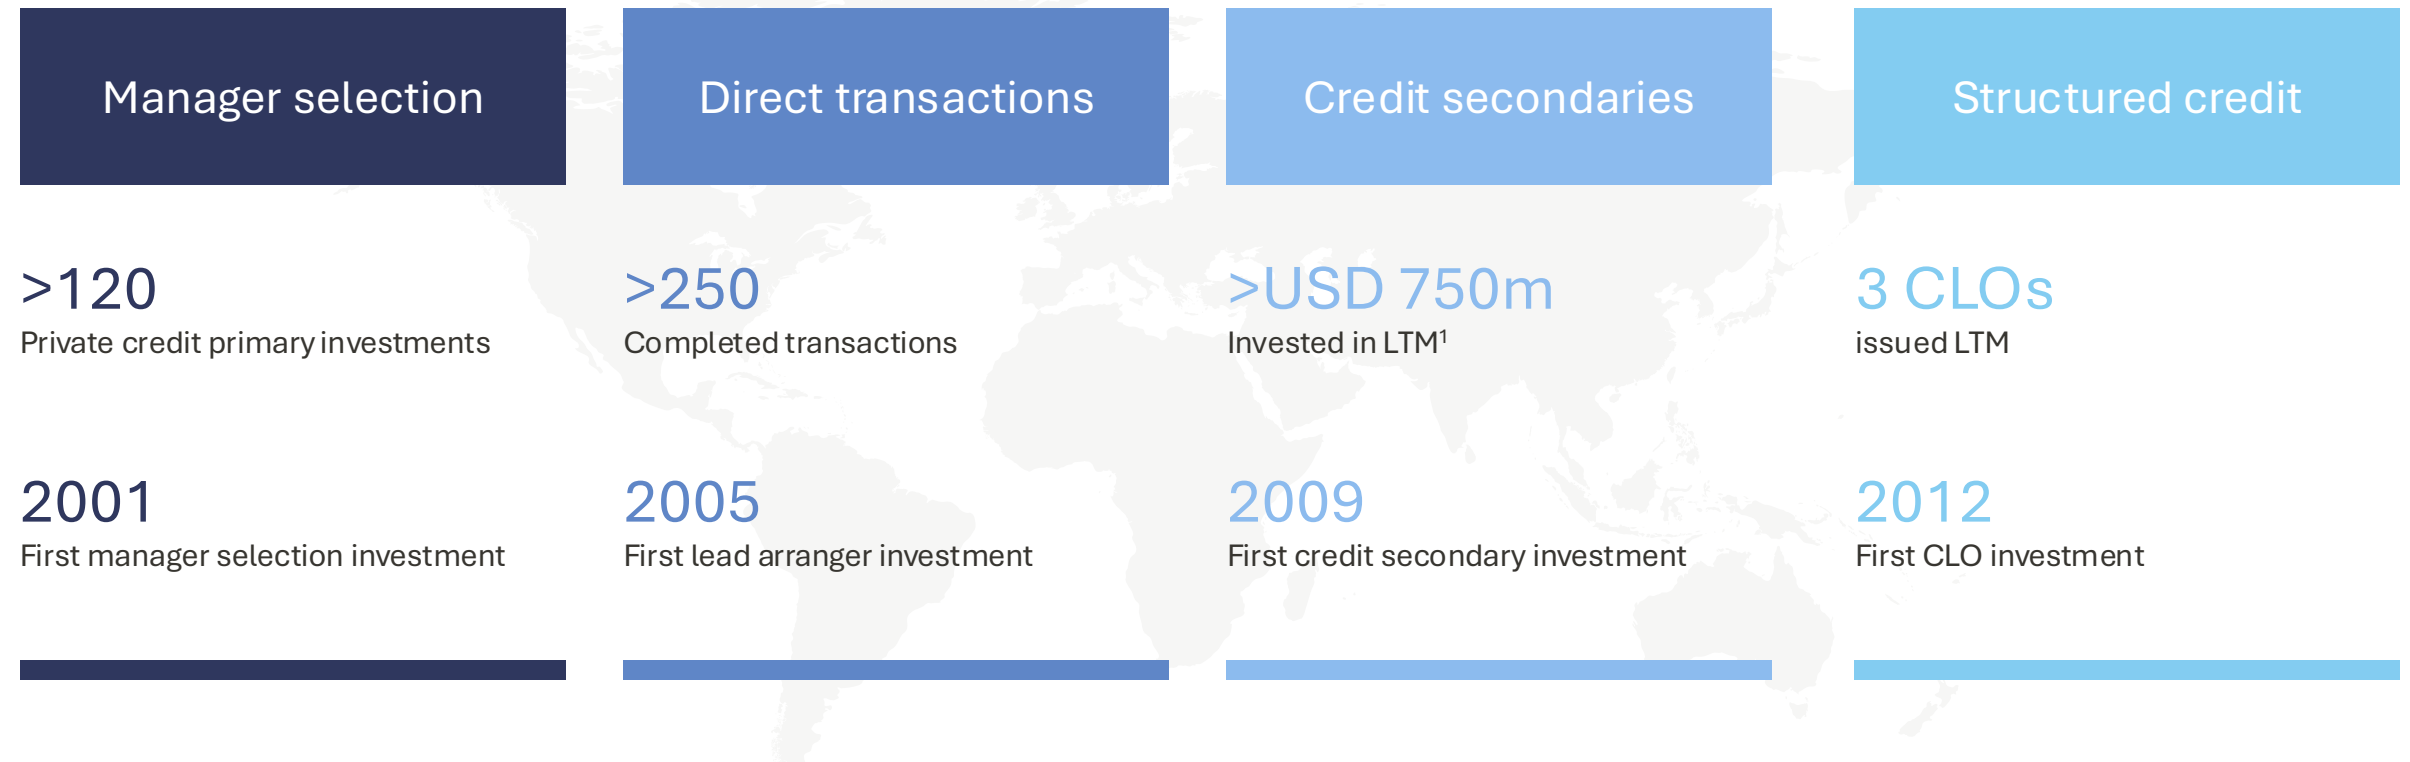 Manager selection
>120
Private credit primary investments
2001
First manager selection investment
Direct transactions
>250
Completed transactions
2005
First lead arranger investment
Credit secondaries
>USD 750m
Invested in LTM¹
2009
First credit secondary investment
Structured credit
3 CLOs
issued LTM
2012
First CLO investment